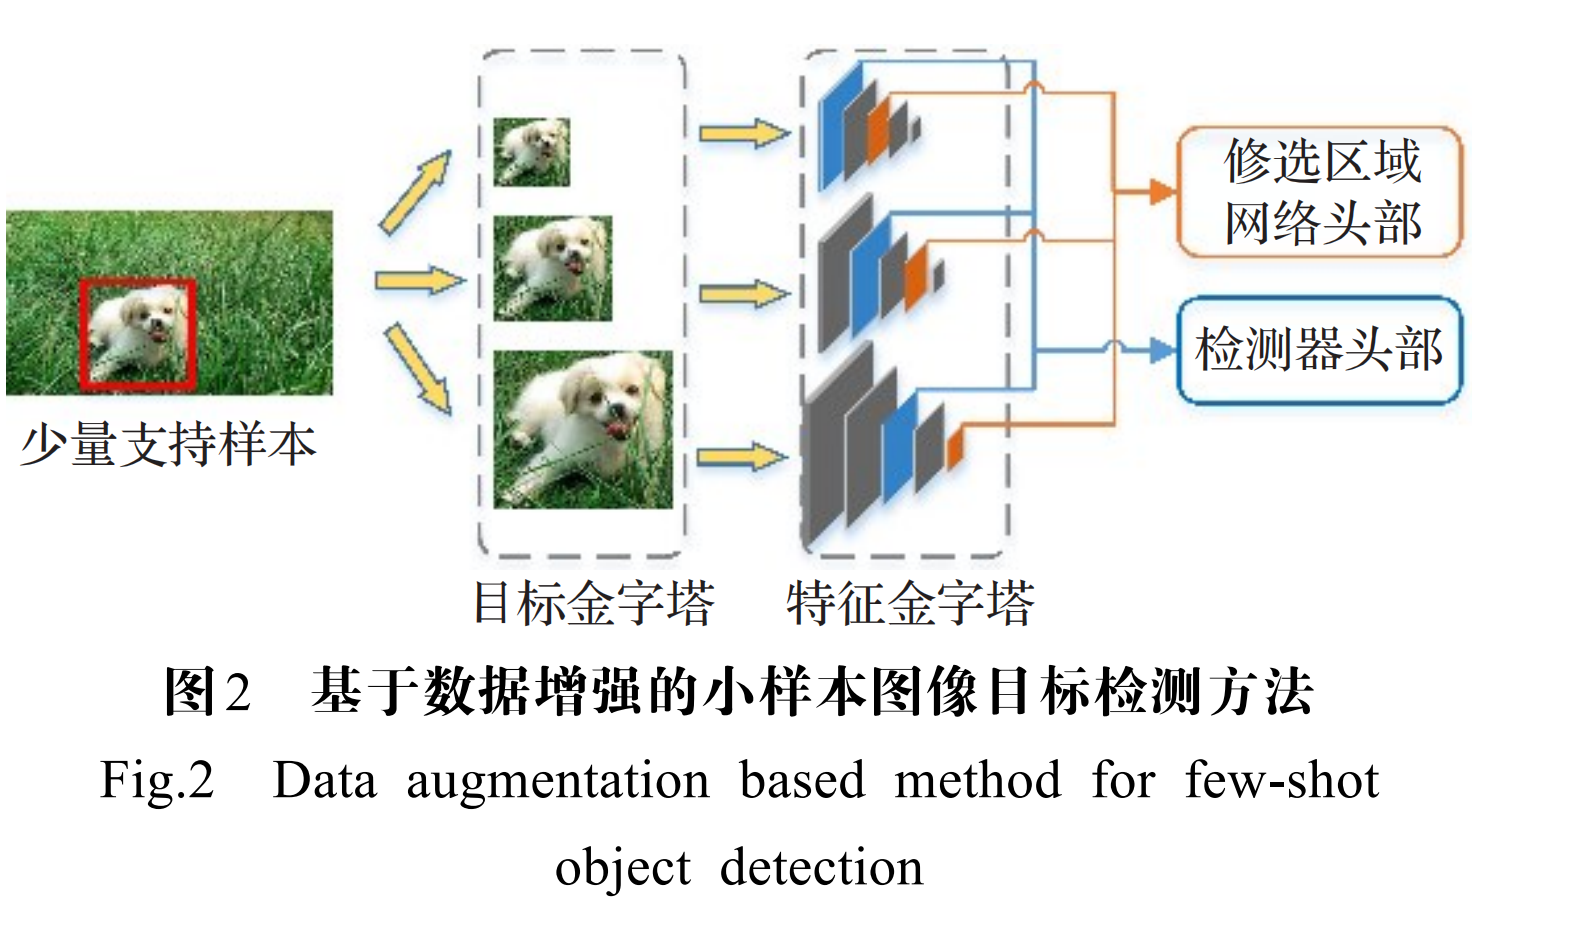 修选区域
网络头部
检测器头部
少量支持样本
目标金字塔
特征金字塔
图2 基于数据增强的小样本图像目标检测方法
Fig.2 Data augmentation based method for few-shot
object detection